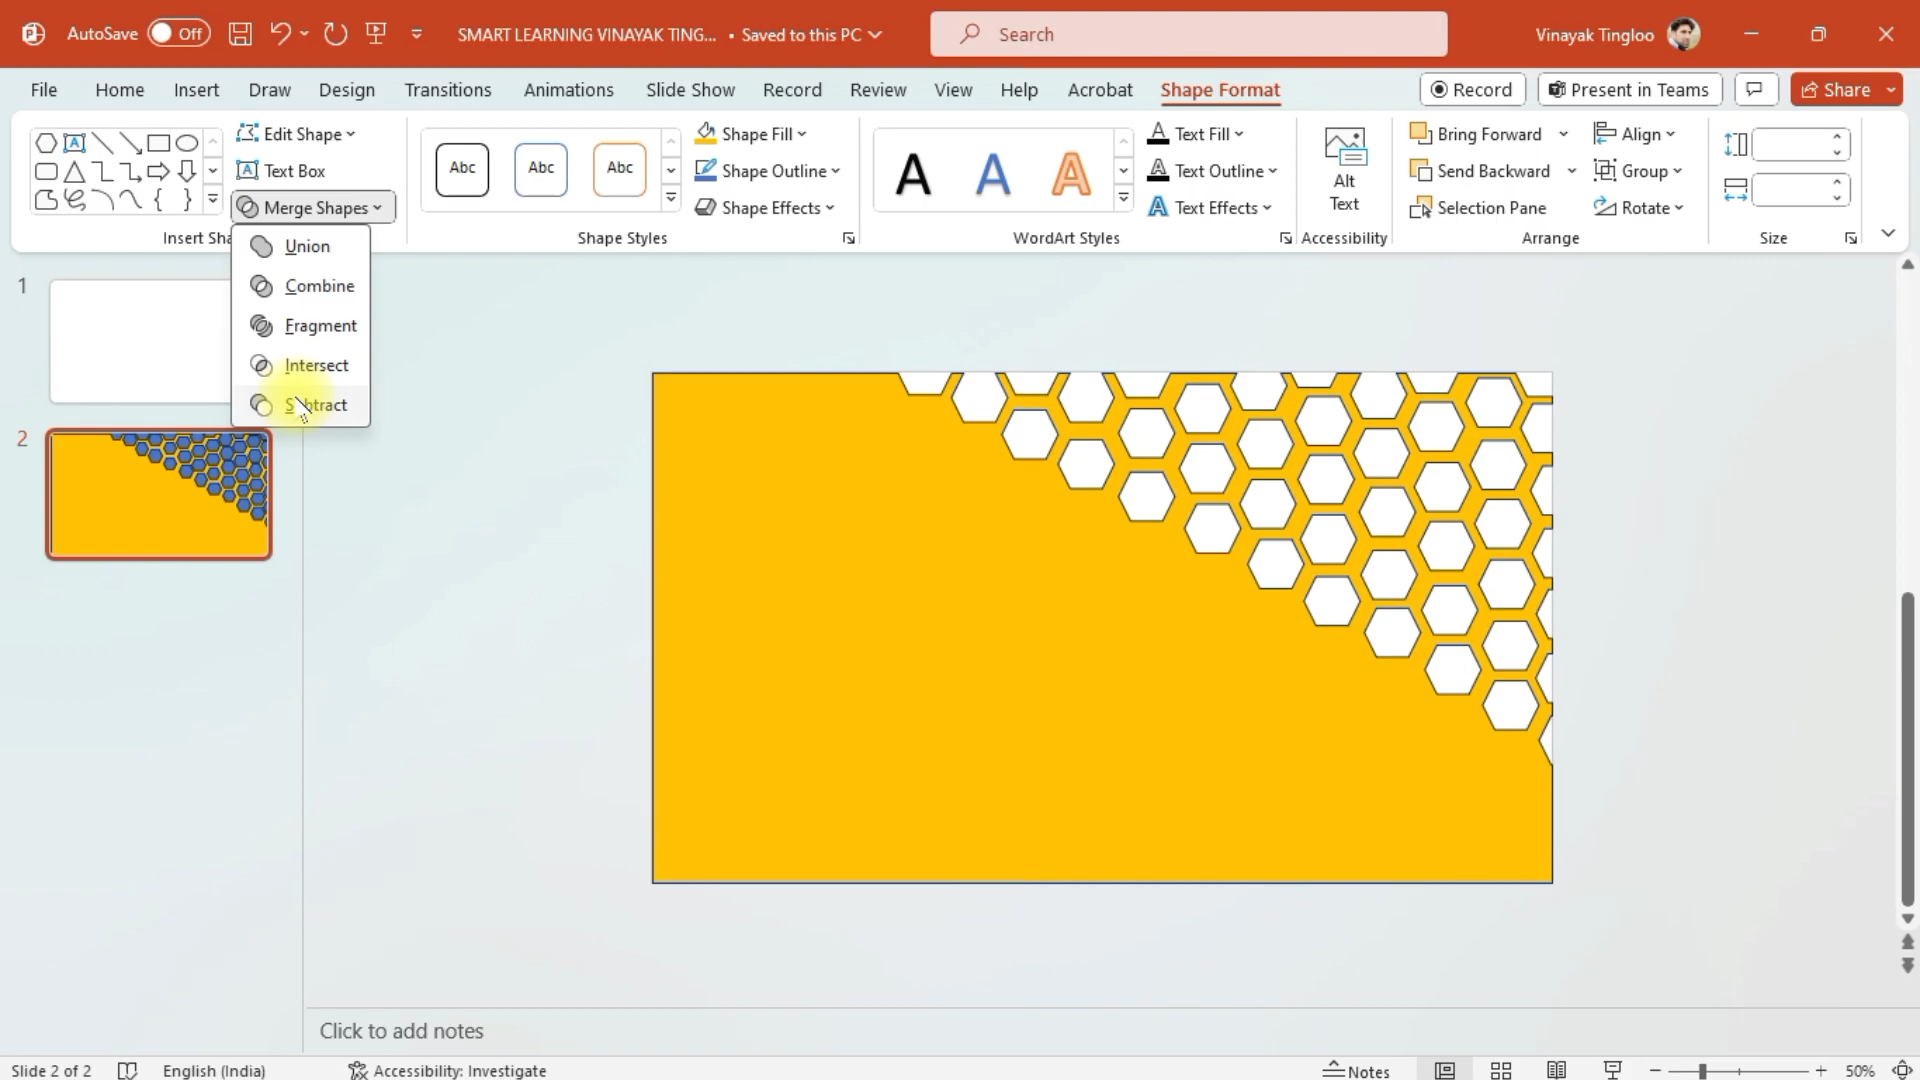 AutoSave Off SMART LEARNING VINAYAK TING... • Saved to this PC Search Vinayak Tingloo
File Home Insert Draw Design Transitions Animations Slide Show Record Review View Help Acrobat Shape Format Record Present in Teams Share
Edit Shape Abc Abc Abc Shape Fill A A A Text Fill Bring Forward Align
Text Box Shape Outline Text Outline Alt Text Send Backward Group
Merge Shapes Shape Effects Text Effects Selection Pane Rotate
Insert Sha Shape Styles WordArt Styles Accessibility Arrange Size
Union
Combine
Fragment
Intersect
Subtract
1
2
Click to add notes
Slide 2 of 2 English (India) Accessibility: Investigate Notes 50%